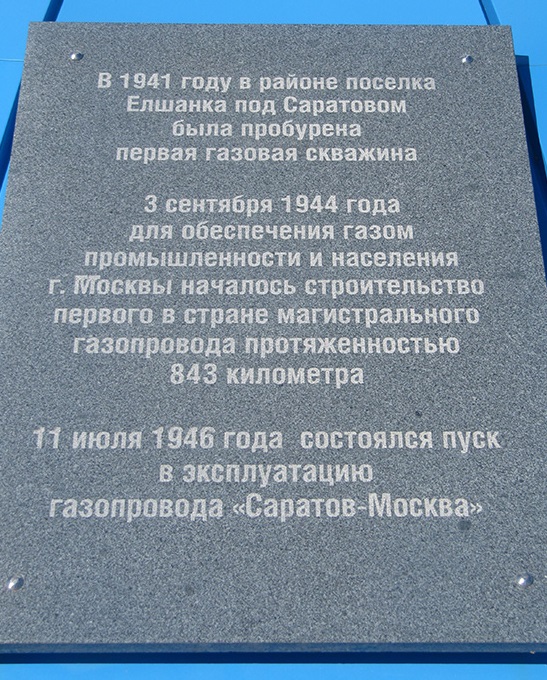 В 1941 году в районе поселка
Елшанка под Саратовом
была пробурена
первая газовая скважина
3 сентября 1944 года
для обеспечения газом
промышленности и населения
г. Москвы началось строительство
первого в стране магистрального
газопровода протяженностью
843 километра
11 июля 1946 года состоялся пуск
в эксплуатацию
газопровода «Саратов-Москва»